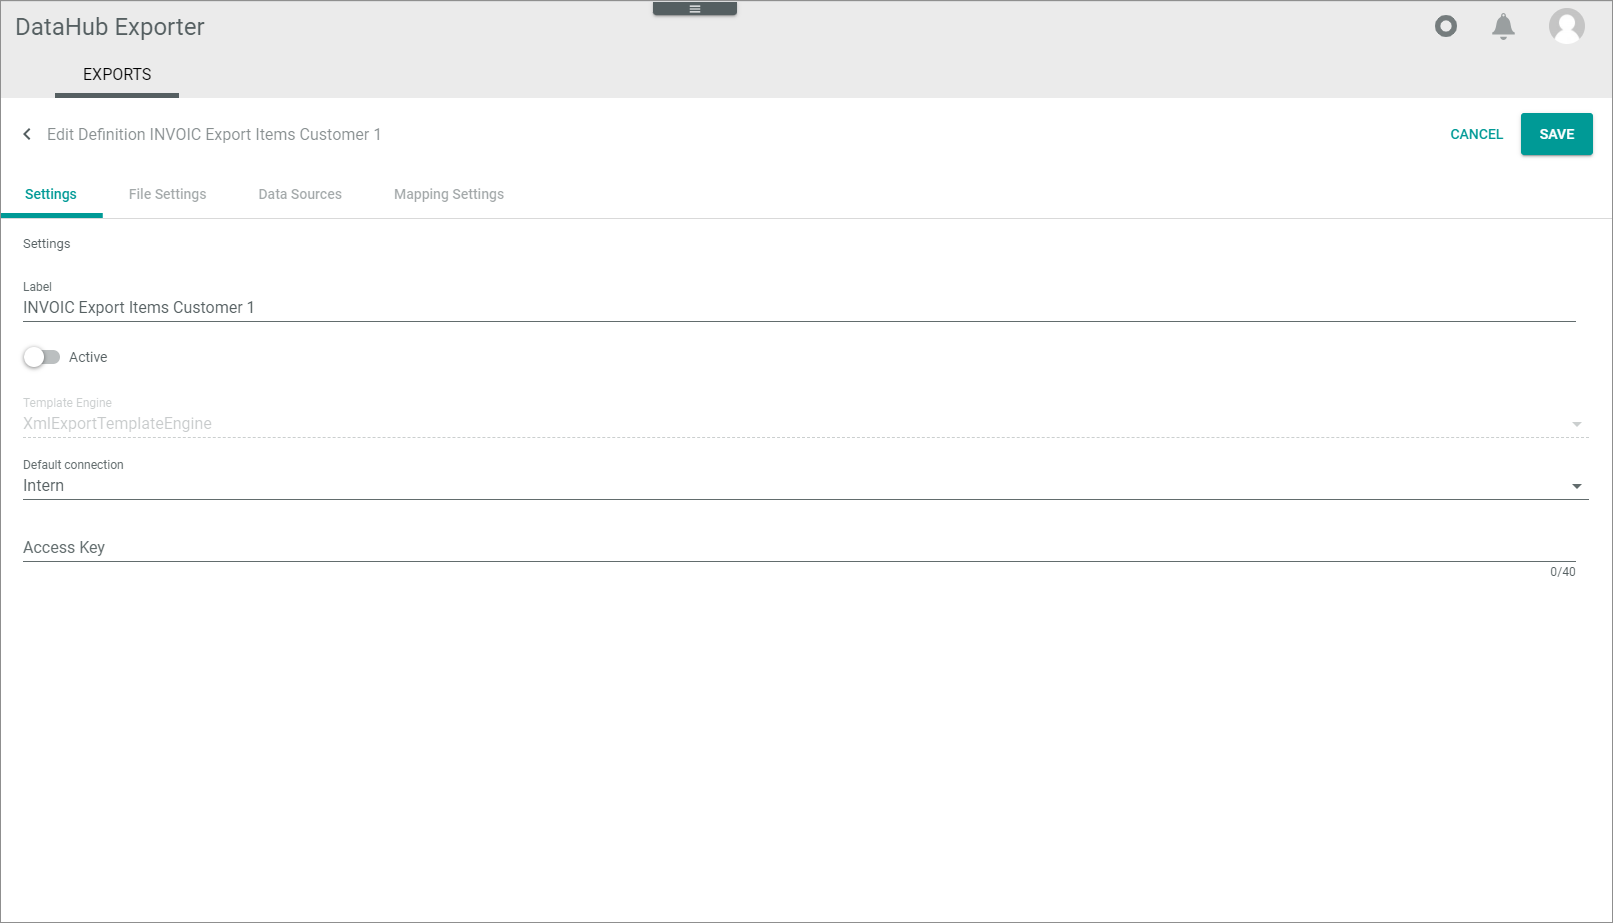 DataHub Exporter
EXPORTS
Edit Definition INVOIC Export Items Customer 1
CANCEL
SAVE
Settings
File Settings
Data Sources
Mapping Settings
Settings
Label
INVOIC Export Items Customer 1
Active
Template Engine
XmlExportTemplateEngine
Default connection
Intern
Access Key
0/40